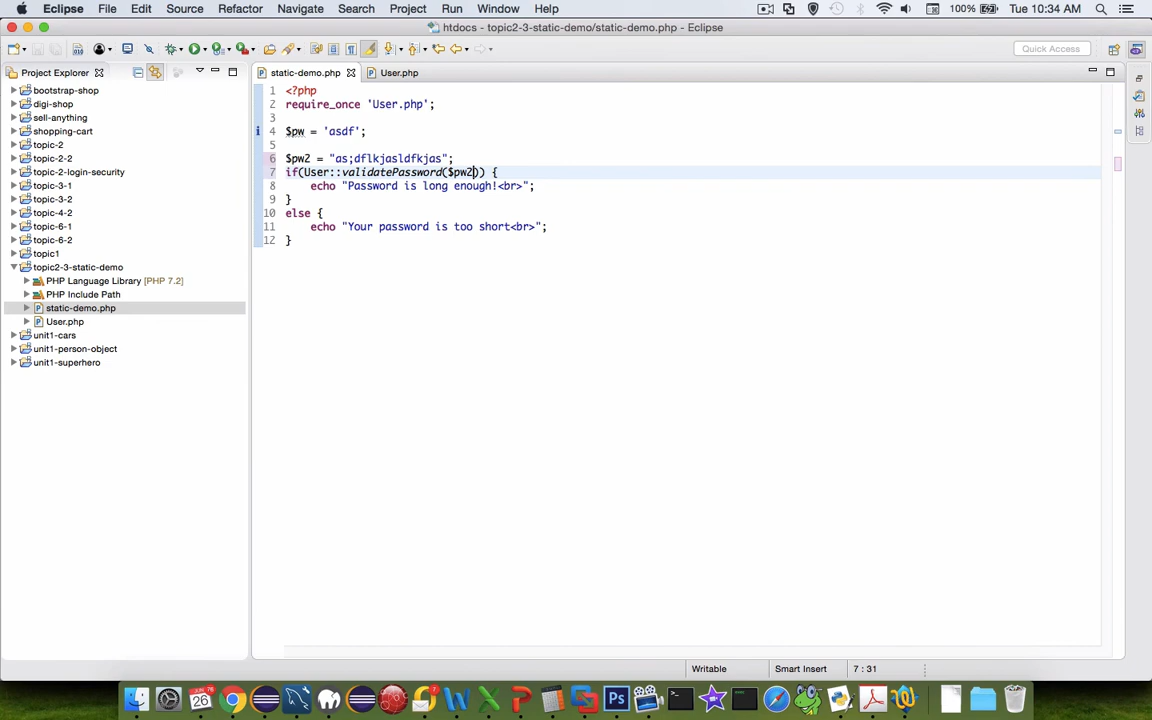 Eclipse File Edit Source Refactor Navigate Search Project Run Window Help 100% Tue 10:34 AM
htdocs - topic2-3-static-demo/static-demo.php - Eclipse
Quick Access
Project Explorer
static-demo.php
User.php
bootstrap-shop
digi-shop
sell-anything
shopping-cart
topic-2
topic-2-2
topic-2-login-security
topic-3-1
topic-3-2
topic-4-2
topic-6-1
topic-6-2
topic1
topic2-3-static-demo
PHP Language Library [PHP 7.2]
PHP Include Path
static-demo.php
User.php
unit1-cars
unit1-person-object
unit1-superhero
1 <?php
2 require_once 'User.php';
3
4 $pw = 'asdf';
5
6 $pw2 = "as;dflkjasldfkjas";
7 if(User::validatePassword($pw2)) {
8 echo "Password is long enough!<br>";
9 }
10 else {
11 echo "Your password is too short<br>";
12 }
Writable Smart Insert 7 : 31